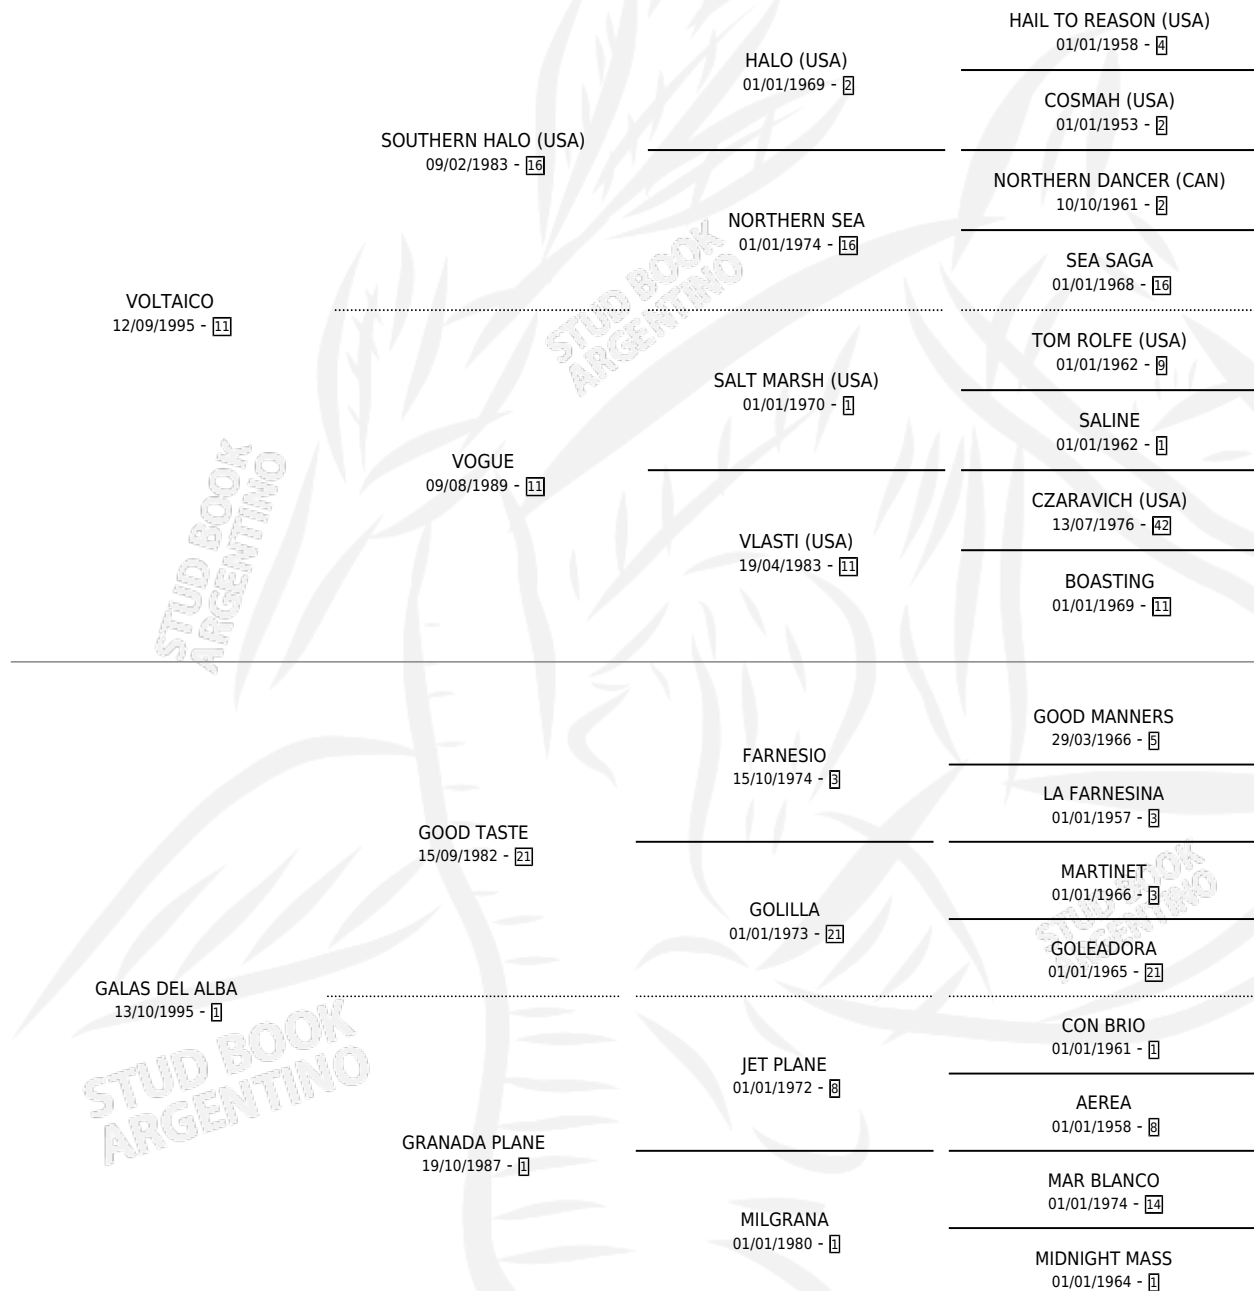 HAIL TO REASON (USA)
01/01/1958 - 4
HALO (USA)
01/01/1969 - 2
COSMAH (USA)
01/01/1953 - 2
SOUTHERN HALO (USA)
09/02/1983 - 16
NORTHERN DANCER (CAN)
10/10/1961 - 2
NORTHERN SEA
01/01/1974 - 16
SEA SAGA
01/01/1968 - 16
VOLTAICO
12/09/1995 - 11
STUD BOOK
ARGENTINO
TOM ROLFE (USA)
01/01/1962 - 9
SALT MARSH (USA)
01/01/1970 - 1
SALINE
01/01/1962 - 1
VOGUE
09/08/1989 - 11
CZARAVICH (USA)
13/07/1976 - 42
VLASTI (USA)
19/04/1983 - 11
BOASTING
01/01/1969 - 11
STUD BOOK
ARGENTINO
GOOD MANNERS
29/03/1966 - 5
FARNESIO
15/10/1974 - 3
LA FARNESINA
01/01/1957 - 3
GOOD TASTE
15/09/1982 - 21
MARTINET
01/01/1966 - 3
GOLILLA
01/01/1973 - 21
STUD BOOK
ARGENTINO
GOLEADORA
01/01/1965 - 21
GALAS DEL ALBA
13/10/1995 - 1
CON BRIO
01/01/1961 - 1
JET PLANE
01/01/1972 - 8
AEREA
01/01/1958 - 8
STUD BOOK
ARGENTINO
GRANADA PLANE
19/10/1987 - 1
MAR BLANCO
01/01/1974 - 14
MILGRANA
01/01/1980 - 1
MIDNIGHT MASS
01/01/1964 - 1